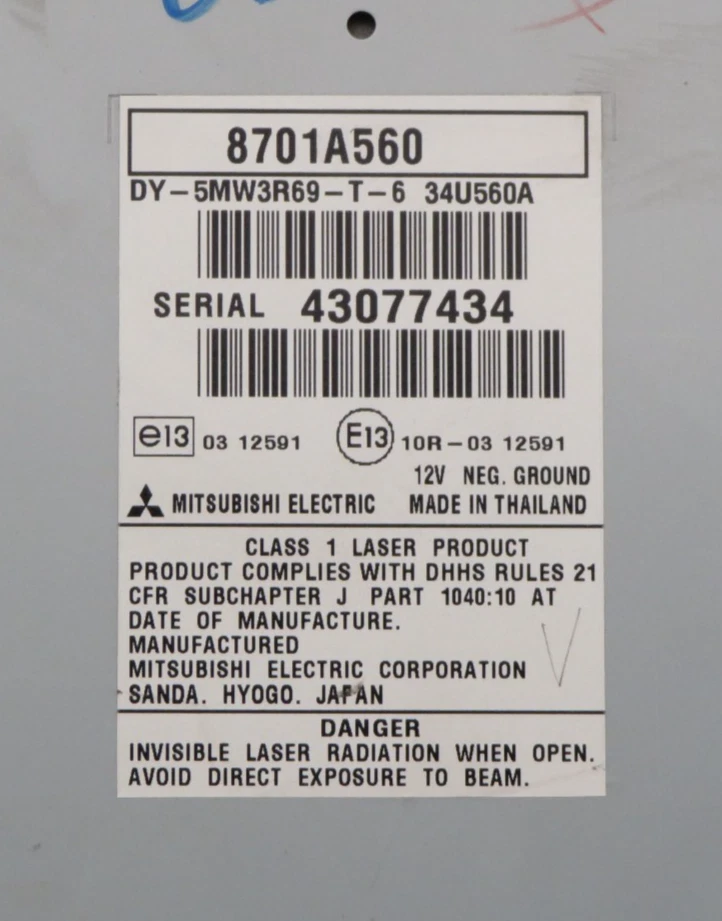 8701A560
DY-5MW3R69-T-6 34U560A
SERIAL 43077434
e13 03 12591 E13 10R-03 12591
12V NEG. GROUND
MITSUBISHI ELECTRIC MADE IN THAILAND
CLASS 1 LASER PRODUCT
PRODUCT COMPLIES WITH DHHS RULES 21
CFR SUBCHAPTER J PART 1040:10 AT
DATE OF MANUFACTURE.
MANUFACTURED
MITSUBISHI ELECTRIC CORPORATION
SANDA. HYOGO. JAPAN
DANGER
INVISIBLE LASER RADIATION WHEN OPEN.
AVOID DIRECT EXPOSURE TO BEAM.